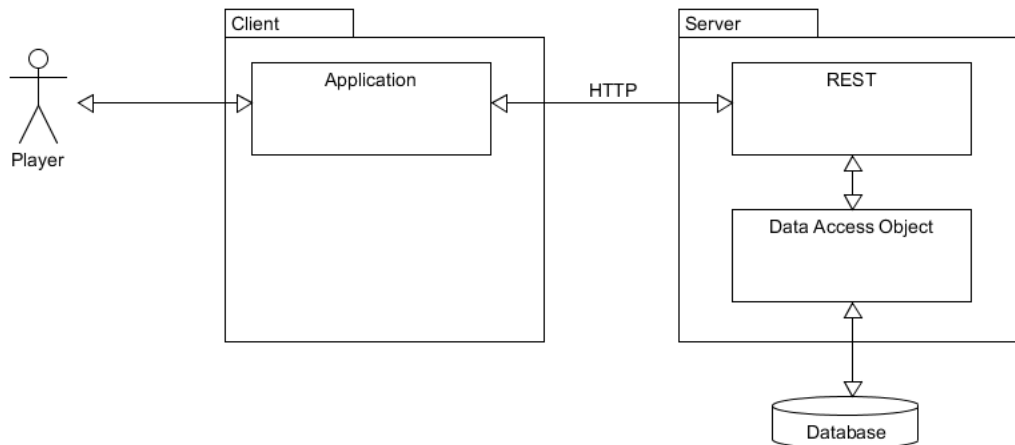 Client
Server
Application
REST
HTTP
Player
Data Access Object
Database